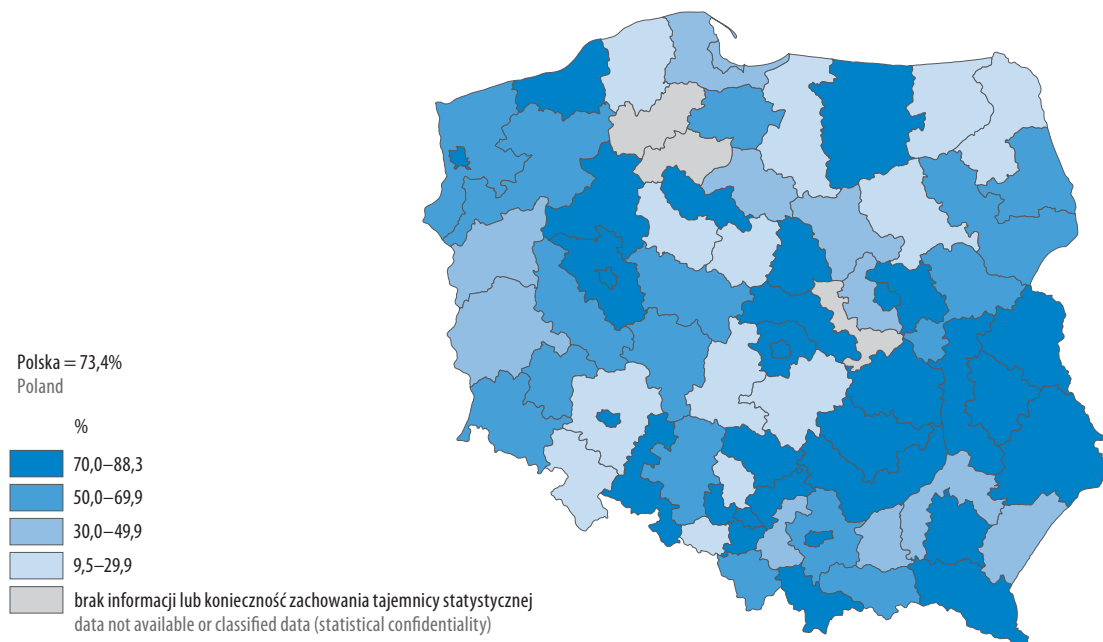 Polska = 73,4%
Poland
%
70,0–88,3
50,0–69,9
30,0–49,9
9,5–29,9
brak informacji lub konieczność zachowania tajemnicy statystycznej
data not available or classified data (statistical confidentiality)